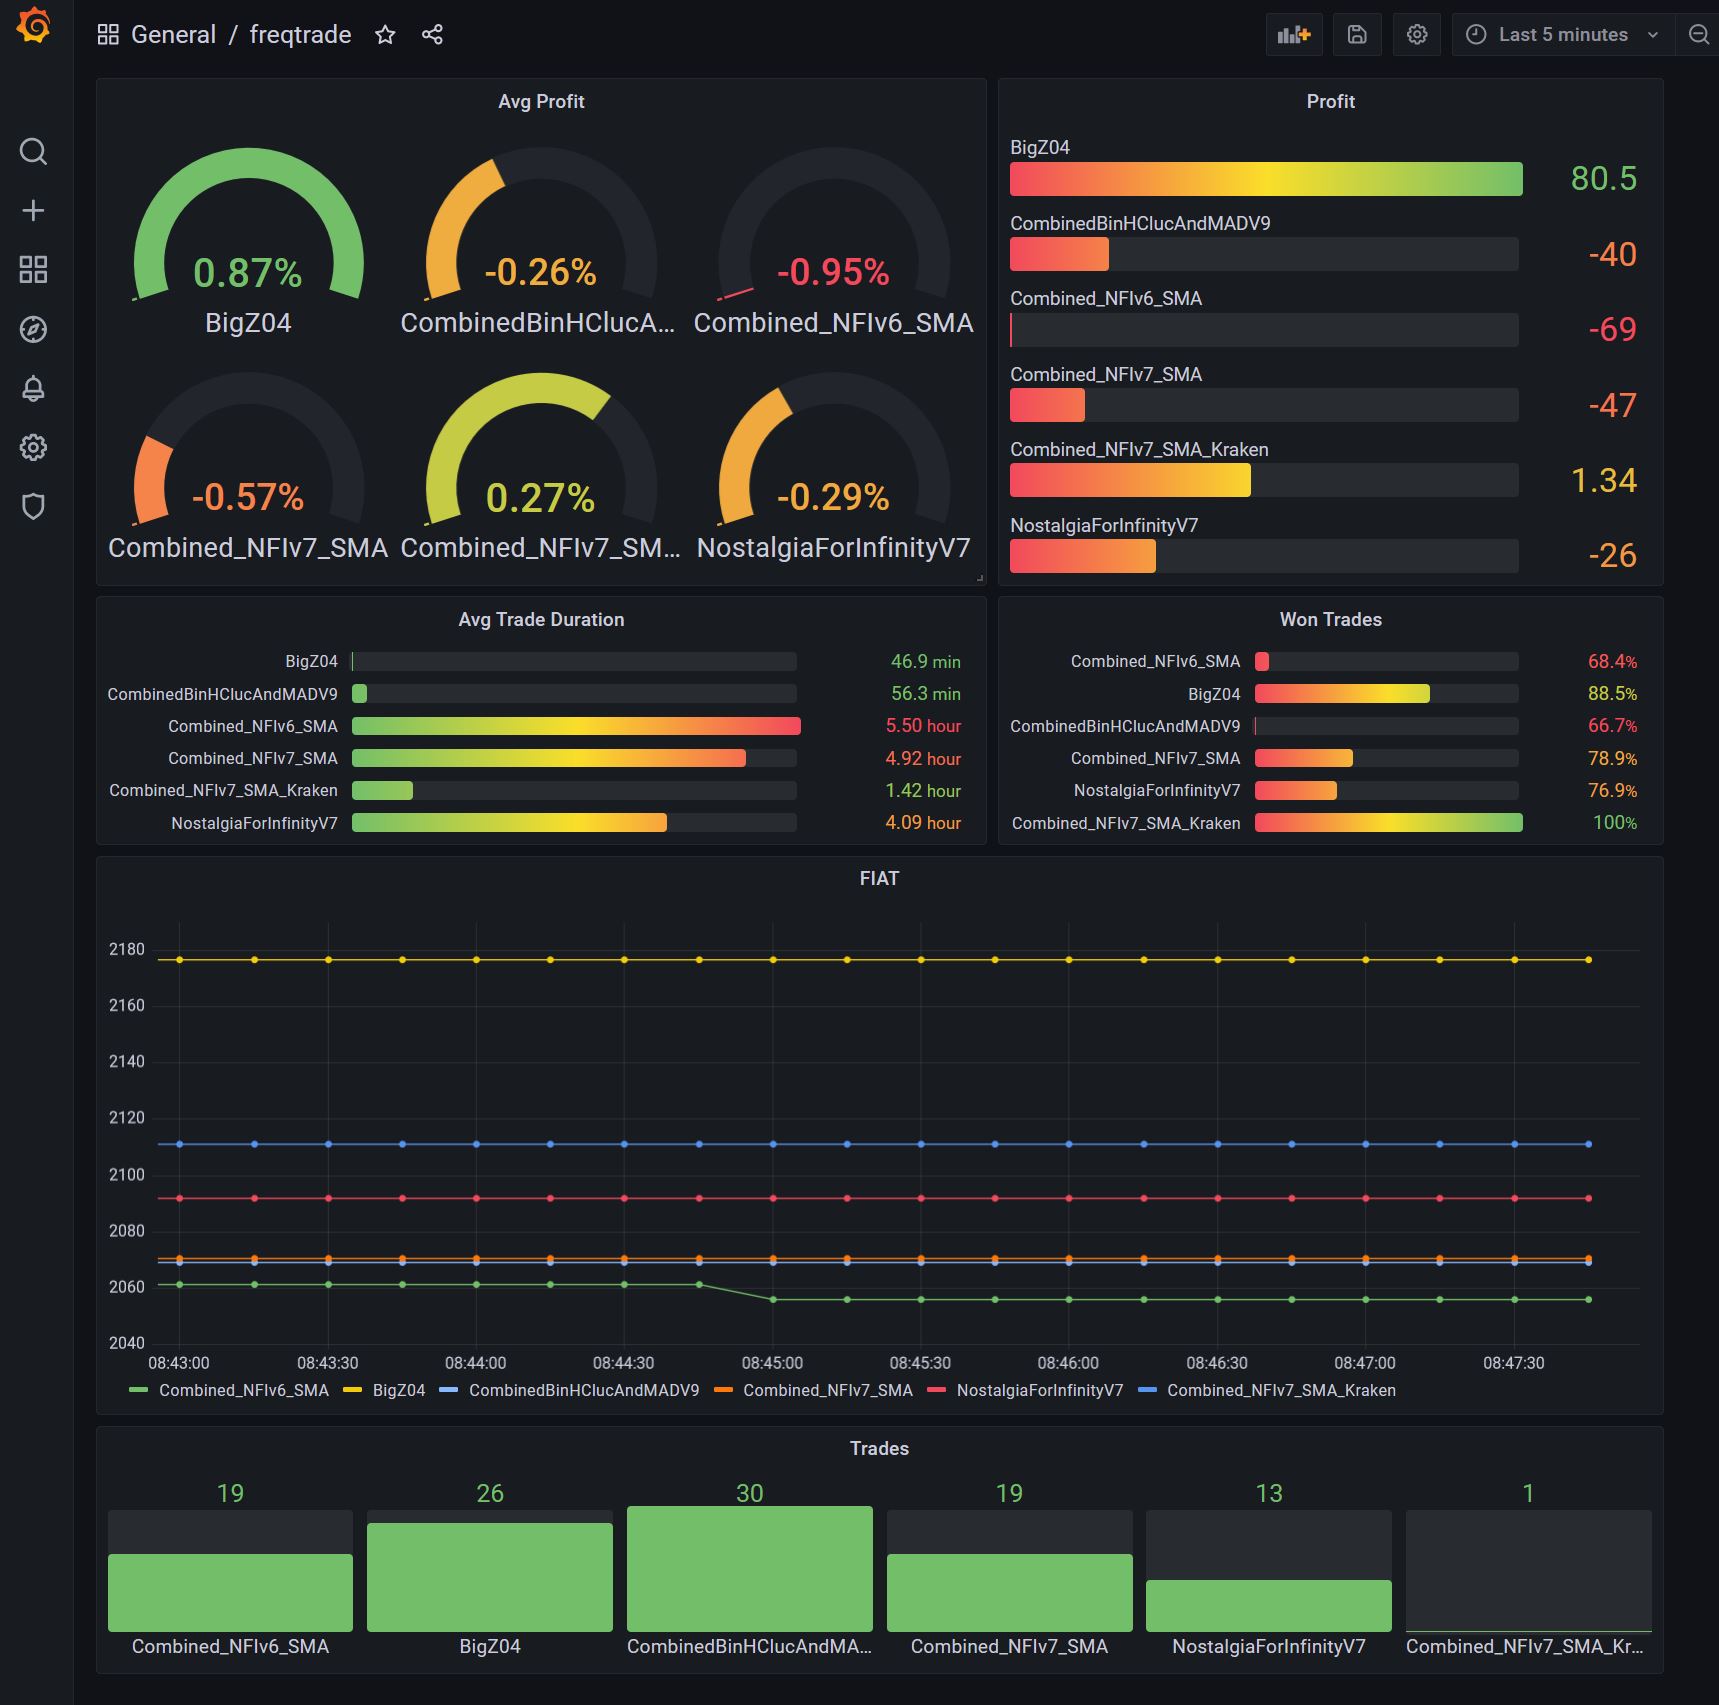 General / freqtrade
Last 5 minutes
Avg Profit
0.87%
-0.26%
-0.95%
BigZ04
CombinedBinHClucA...
Combined_NFIv6_SMA
-0.57%
0.27%
-0.29%
Combined_NFIv7_SMA
Combined_NFIv7_SM...
NostalgiaForInfinityV7
Profit
BigZ04
80.5
CombinedBinHClucAndMADV9
-40
Combined_NFIv6_SMA
-69
Combined_NFIv7_SMA
-47
Combined_NFIv7_SMA_Kraken
1.34
NostalgiaForInfinityV7
-26
Avg Trade Duration
BigZ04 46.9 min
CombinedBinHClucAndMADV9 56.3 min
Combined_NFIv6_SMA 5.50 hour
Combined_NFIv7_SMA 4.92 hour
Combined_NFIv7_SMA_Kraken 1.42 hour
NostalgiaForInfinityV7 4.09 hour
Won Trades
Combined_NFIv6_SMA 68.4%
BigZ04 88.5%
CombinedBinHClucAndMADV9 66.7%
Combined_NFIv7_SMA 78.9%
NostalgiaForInfinityV7 76.9%
Combined_NFIv7_SMA_Kraken 100%
FIAT
2180
2160
2140
2120
2100
2080
2060
2040
08:43:00 08:43:30 08:44:00 08:44:30 08:45:00 08:45:30 08:46:00 08:46:30 08:47:00 08:47:30
Combined_NFIv6_SMA BigZ04 CombinedBinHClucAndMADV9 Combined_NFIv7_SMA NostalgiaForInfinityV7 Combined_NFIv7_SMA_Kraken
Trades
19 26 30 19 13 1
Combined_NFIv6_SMA BigZ04 CombinedBinHClucAndMA... Combined_NFIv7_SMA NostalgiaForInfinityV7 Combined_NFIv7_SMA_Kr...